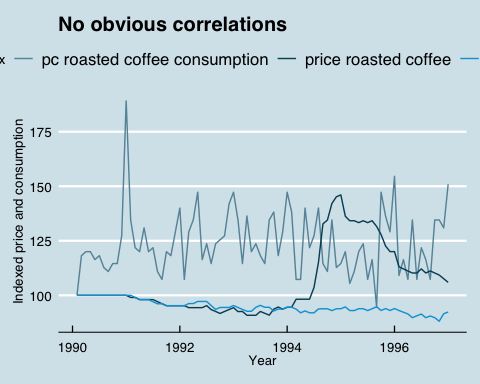 No obvious correlations
x pc roasted coffee consumption price roasted coffee
175
150
125
100
Indexed price and consumption
1990 1992 1994 1996
Year